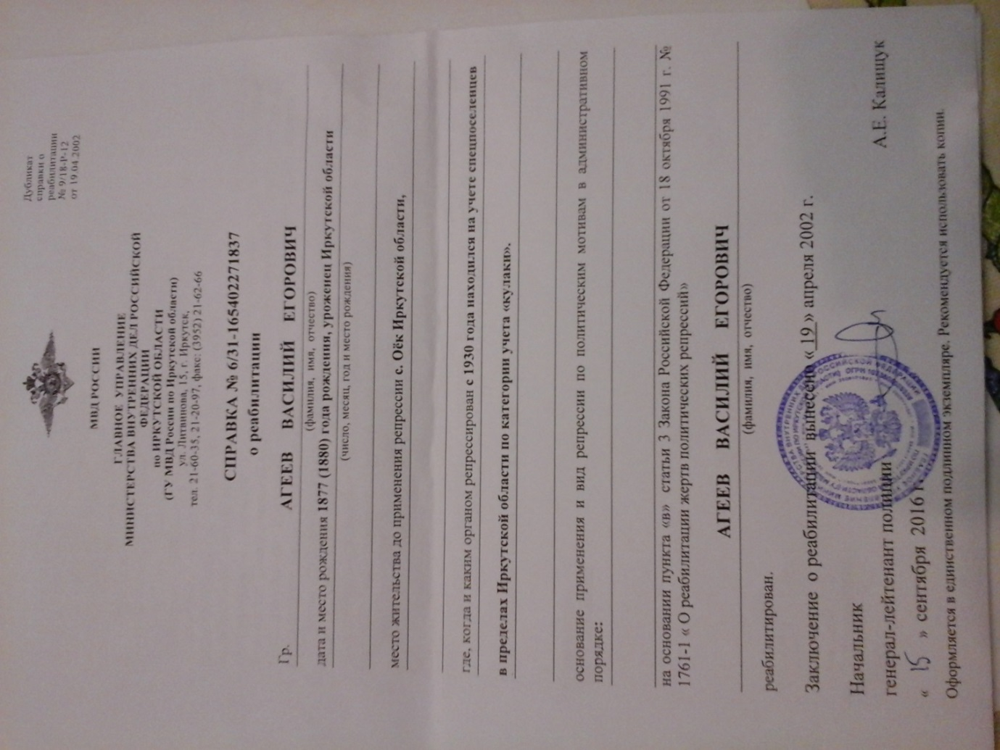 Дубликат
справки о
реабилитации
№ 9/18-Р-12
от 19.04.2002
МВД РОССИИ
ГЛАВНОЕ УПРАВЛЕНИЕ
МИНИСТЕРСТВА ВНУТРЕННИХ ДЕЛ РОССИЙСКОЙ
ФЕДЕРАЦИИ
по ИРКУТСКОЙ ОБЛАСТИ
(ГУ МВД России по Иркутской области)
ул. Литвинова, 15, г. Иркутск,
тел. 21-60-35, 21-20-97, факс: (3952) 21-62-66
СПРАВКА № 6/31-165402271837
о реабилитации
Гр. АГЕЕВ ВАСИЛИЙ ЕГОРОВИЧ
(фамилия, имя, отчество)
дата и место рождения 1877 (1880) года рождения, уроженец Иркутской области
(число, месяц, год и место рождения)
место жительства до применения репрессии с. Оёк Иркутской области,
где, когда и каким органом репрессирован с 1930 года находился на учете спецпоселенцев
в пределах Иркутской области по категории учета «кулаки».
основание применения и вид репрессии по политическим мотивам в административном
порядке:
на основании пункта «в» статьи 3 Закона Российской Федерации от 18 октября 1991 г. №
1761-1 « О реабилитации жертв политических репрессий»
АГЕЕВ ВАСИЛИЙ ЕГОРОВИЧ
(фамилия, имя, отчество)
реабилитирован.
Заключение о реабилитации вынесено « 19 » апреля 2002 г.
Начальник
генерал-лейтенант полиции А.Е. Калищук
« 15 » сентября 2016 г.
Оформляется в единственном подлинном экземпляре. Рекомендуется использовать копии.